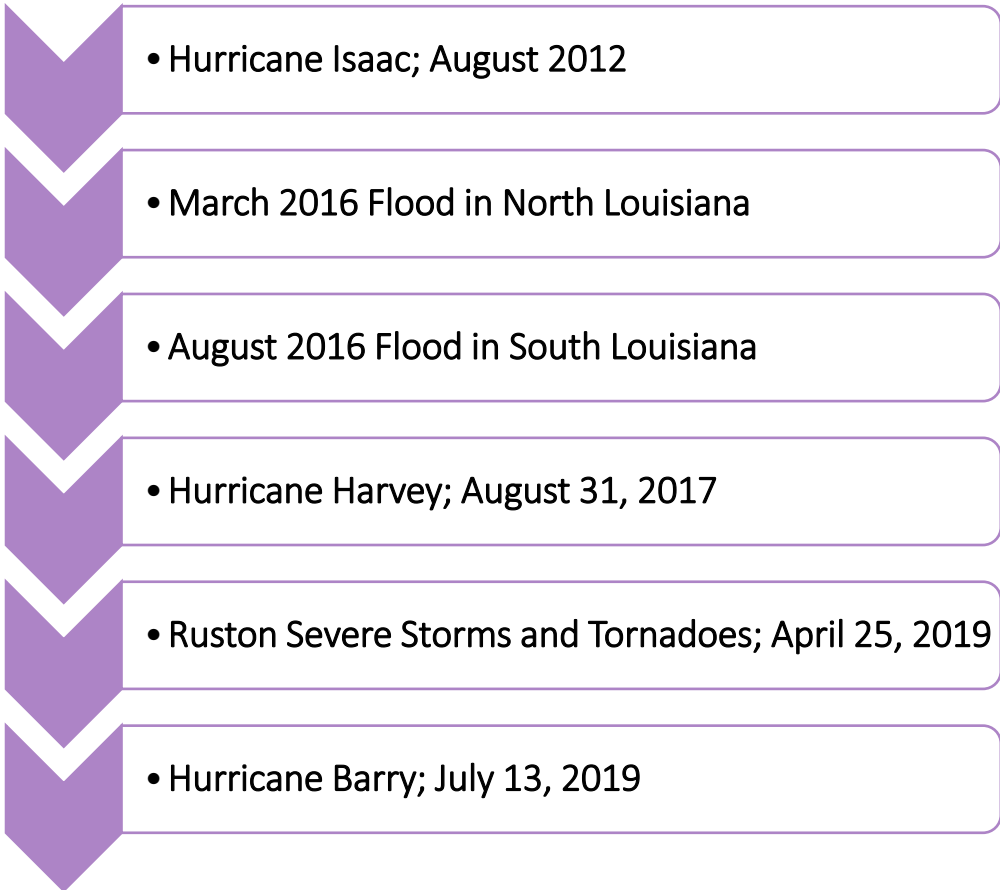 • Hurricane Isaac; August 2012
• March 2016 Flood in North Louisiana
• August 2016 Flood in South Louisiana
• Hurricane Harvey; August 31, 2017
• Ruston Severe Storms and Tornadoes; April 25, 2019
• Hurricane Barry; July 13, 2019